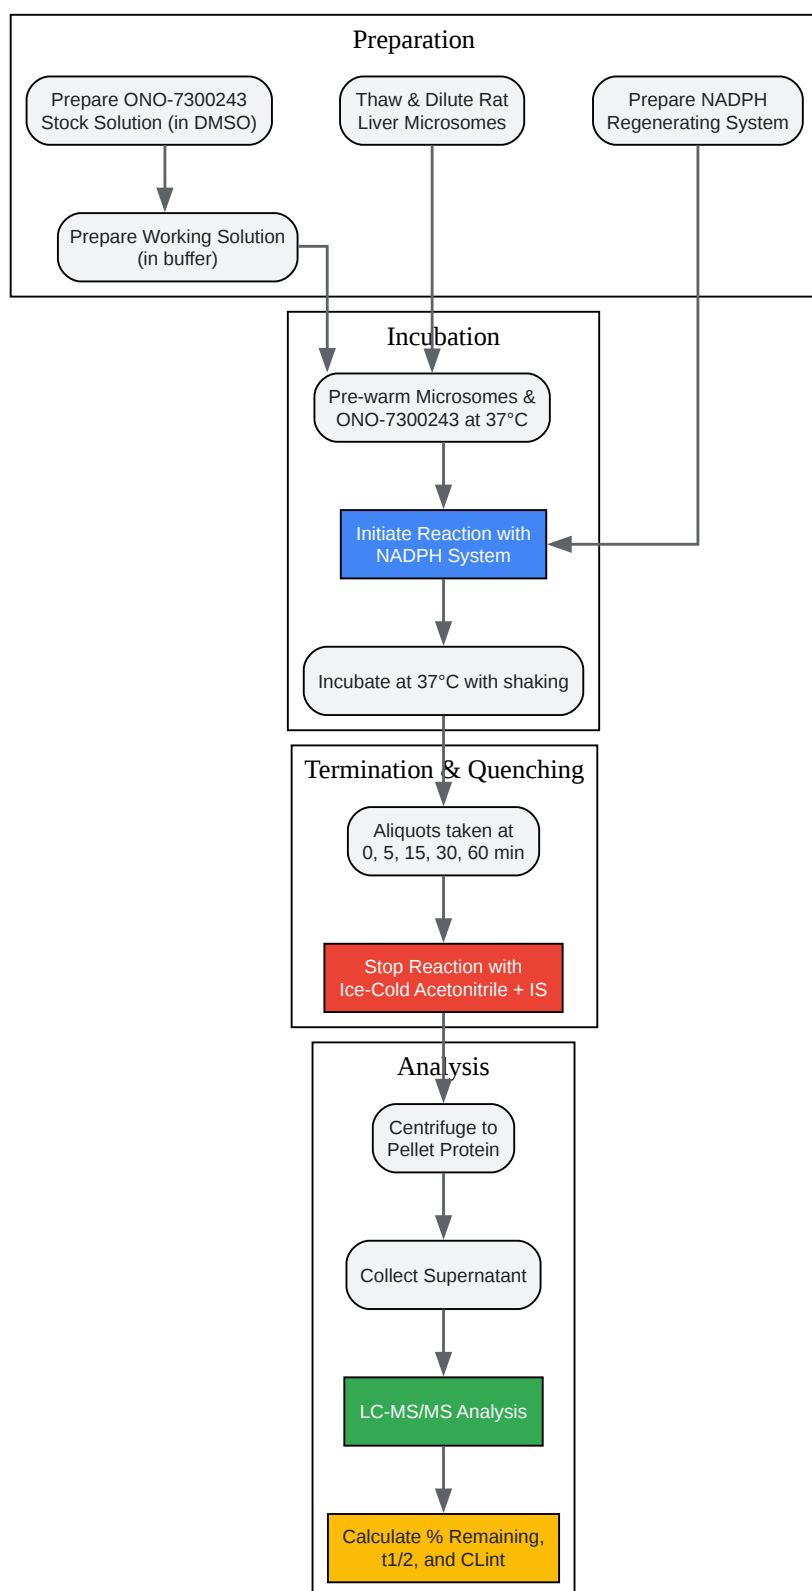 Preparation
Prepare ONO-7300243
Stock Solution (in DMSO)
Thaw & Dilute Rat
Liver Microsomes
Prepare NADPH
Regenerating System
Prepare Working Solution
(in buffer)
Incubation
Pre-warm Microsomes &
ONO-7300243 at 37°C
Initiate Reaction with
NADPH System
Incubate at 37°C with shaking
Termination & Quenching
Aliquots taken at
0, 5, 15, 30, 60 min
Stop Reaction with
Ice-Cold Acetonitrile + IS
Analysis
Centrifuge to
Pellet Protein
Collect Supernatant
LC-MS/MS Analysis
Calculate % Remaining,
t1/2, and CLint